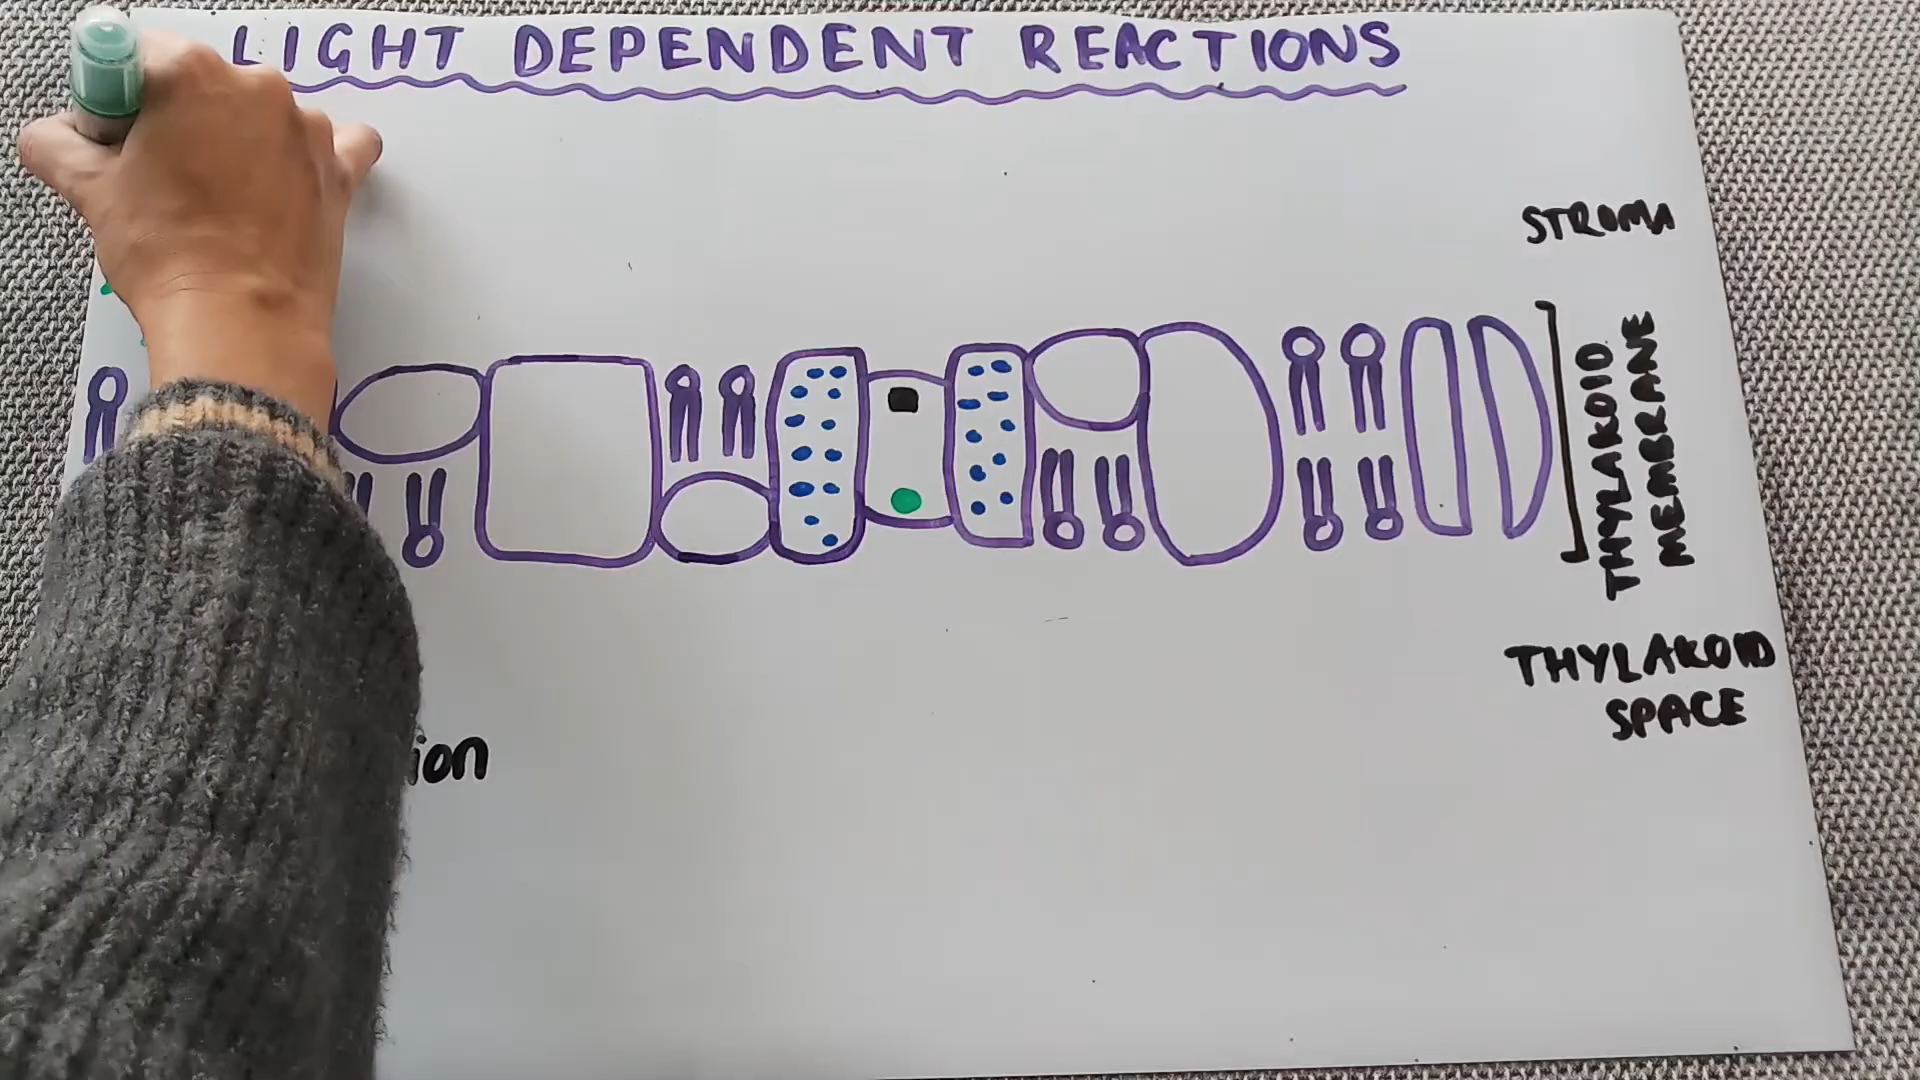 LIGHT DEPENDENT REACTIONS
STROMA
THYLAKOID
MEMBRANE
THYLAKOID
SPACE
ion